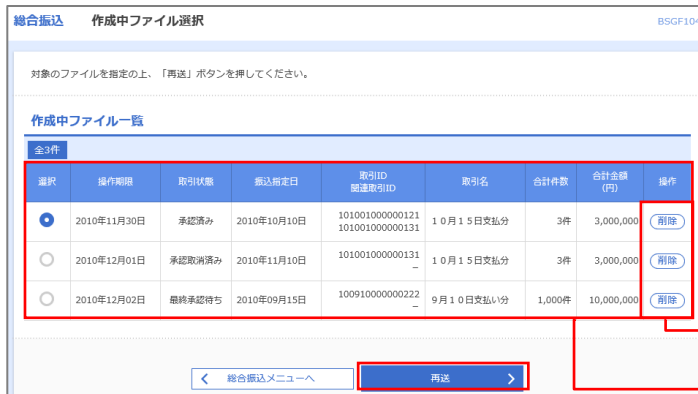 総合振込 作成中ファイル選択 BSGF104
対象のファイルを指定の上、「再送」ボタンを押してください。
作成中ファイル一覧
全3件
選択 操作期限 取引状態 振込指定日 取引ID 関連取引ID 取引名 合計件数 合計金額 (円) 操作
2010年11月30日 承認済み 2010年10月10日 101001000000121 101001000000131 10月15日支払分 3件 3,000,000 削除
2010年12月01日 承認取消済み 2010年11月10日 101001000000131 – 10月15日支払分 3件 3,000,000 削除
2010年12月02日 最終承認待ち 2010年09月15日 100910000000222 – 9月10日支払い分 1,000件 10,000,000 削除
総合振込メニューへ 再送